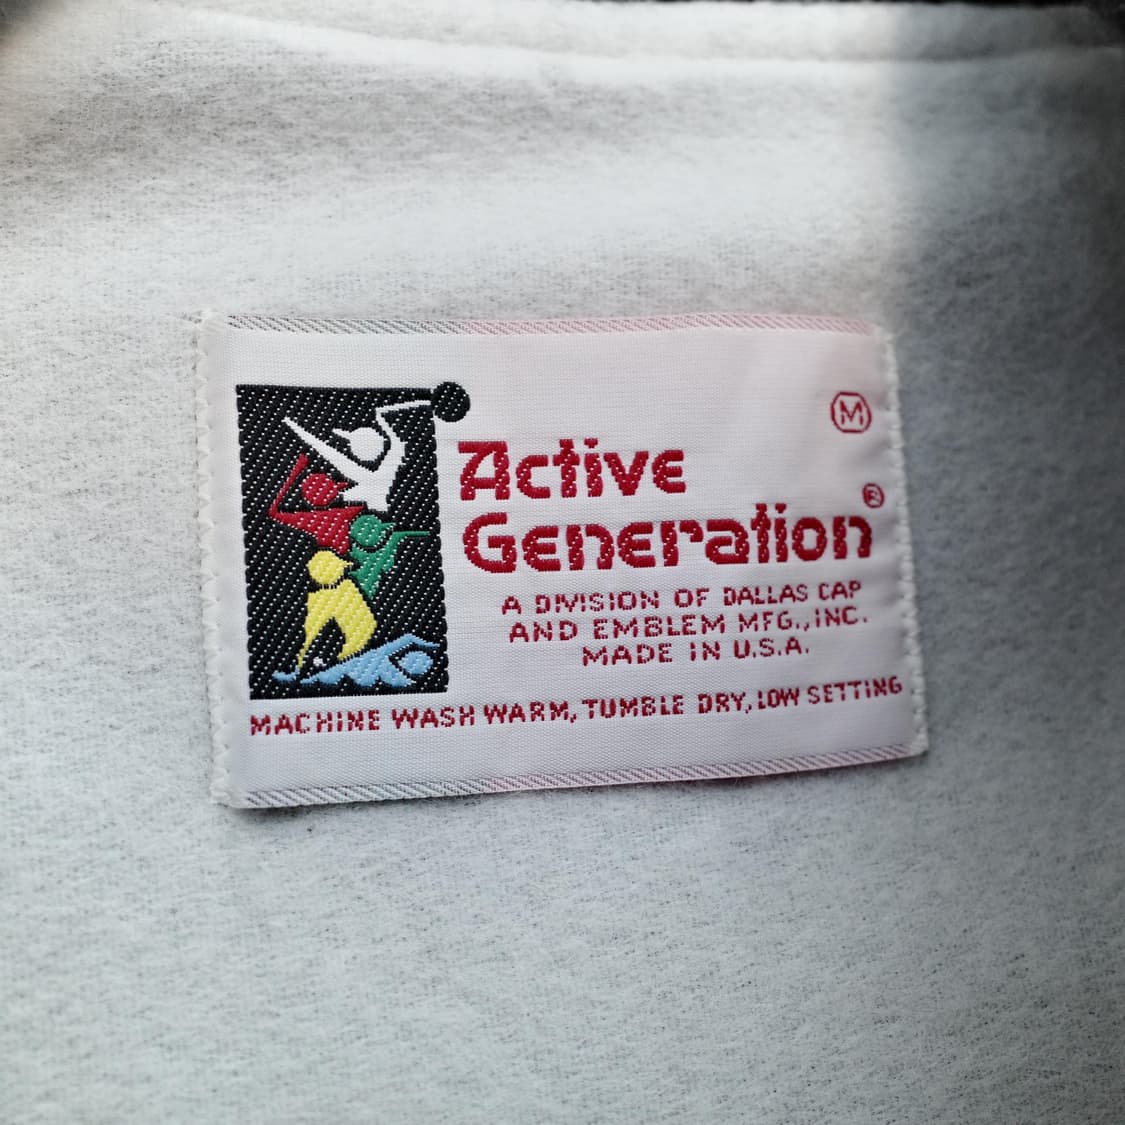 M
Active
Generation®
A DIVISION OF DALLAS CAP
AND EMBLEM MFG., INC.
MADE IN U.S.A.
MACHINE WASH WARM, TUMBLE DRY, LOW SETTING